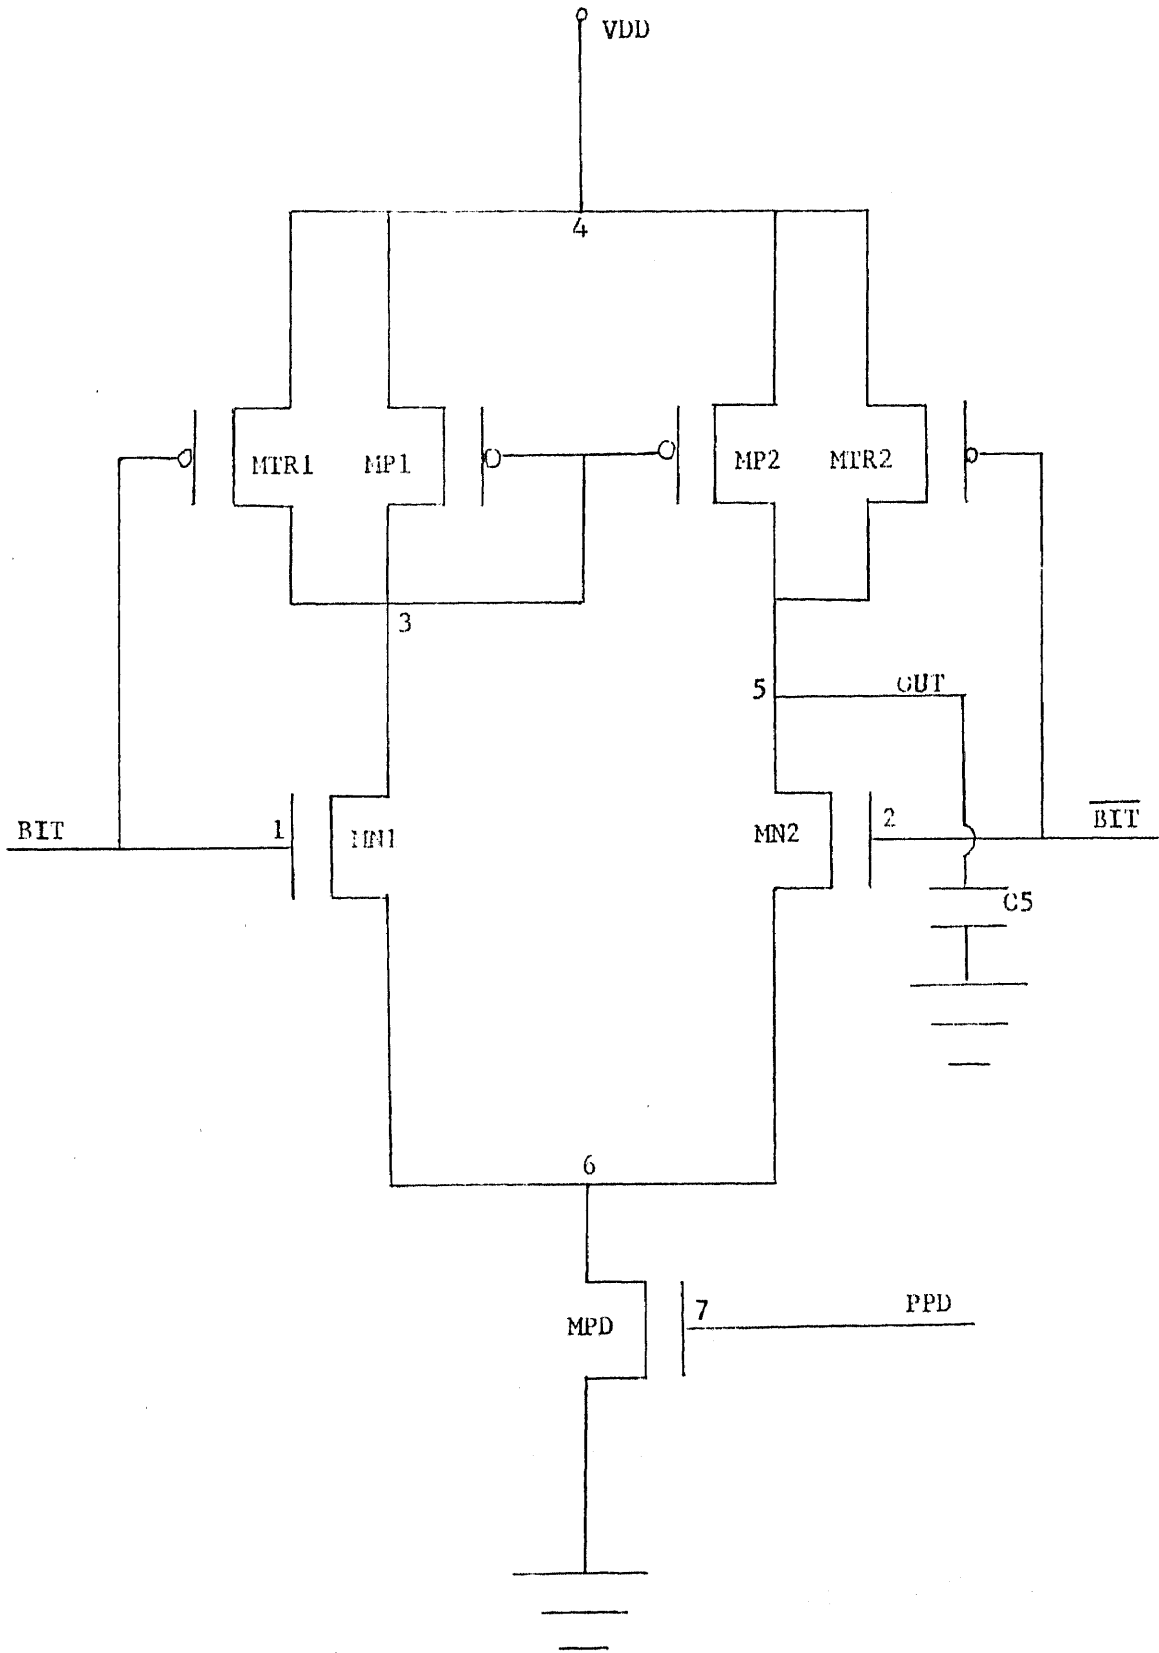 VDD
4
MTR1 MP1 MP2 MTR2
3
5 OUT
BIT 1 MN1 MN2 2 BIT
C5
6
MPD 7 PPD